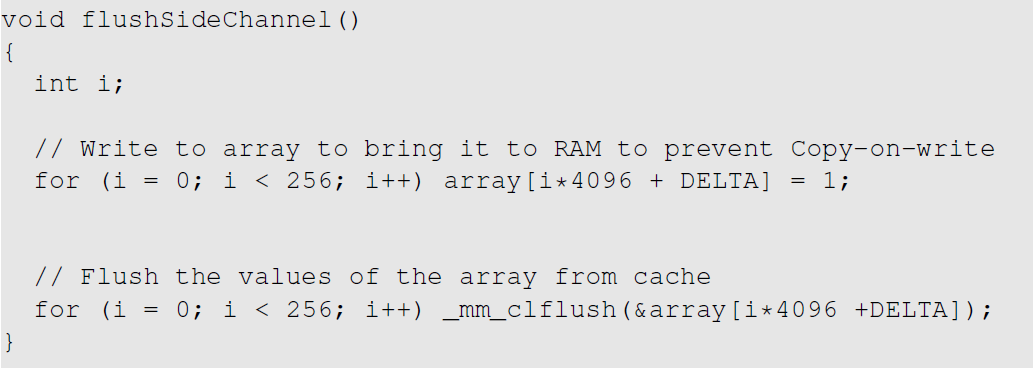 void flushSideChannel()
{
int i;
// Write to array to bring it to RAM to prevent Copy-on-write
for (i = 0; i < 256; i++) array[i*4096 + DELTA] = 1;
// Flush the values of the array from cache
for (i = 0; i < 256; i++) _mm_clflush(&array[i*4096 +DELTA]);
}